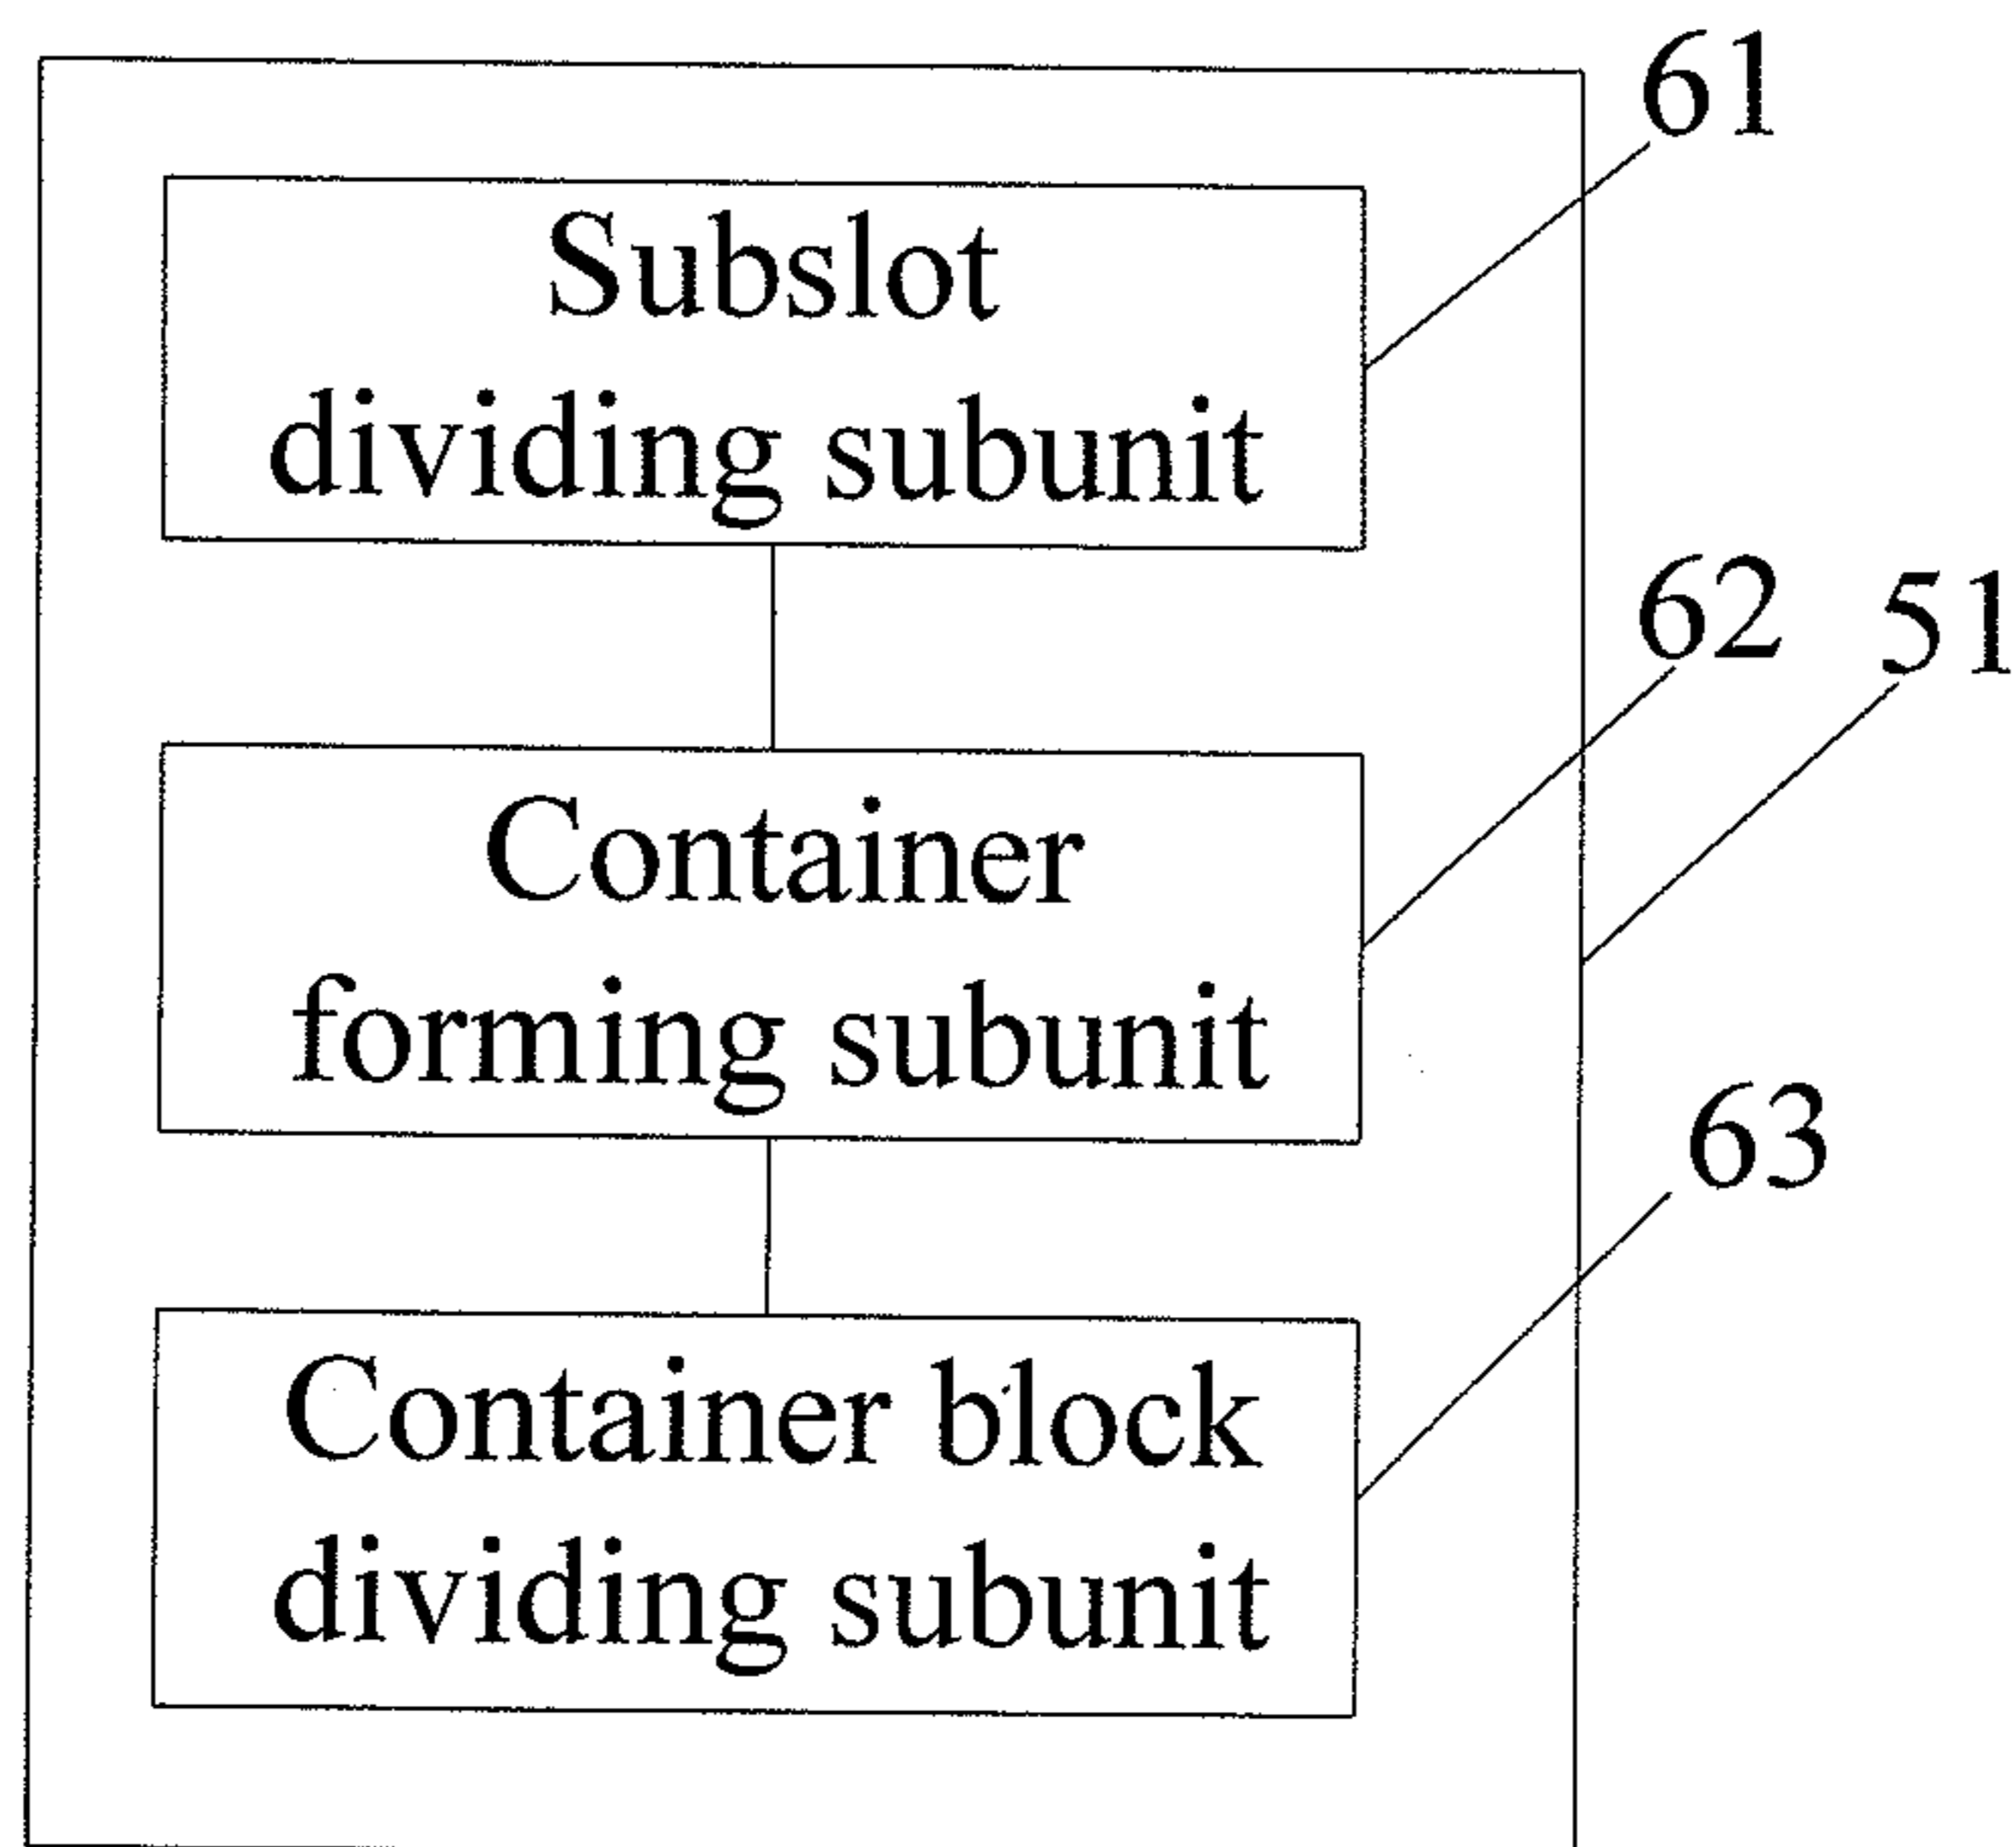 61
Subslot
dividing subunit
62
51
Container
forming subunit
63
Container block
dividing subunit